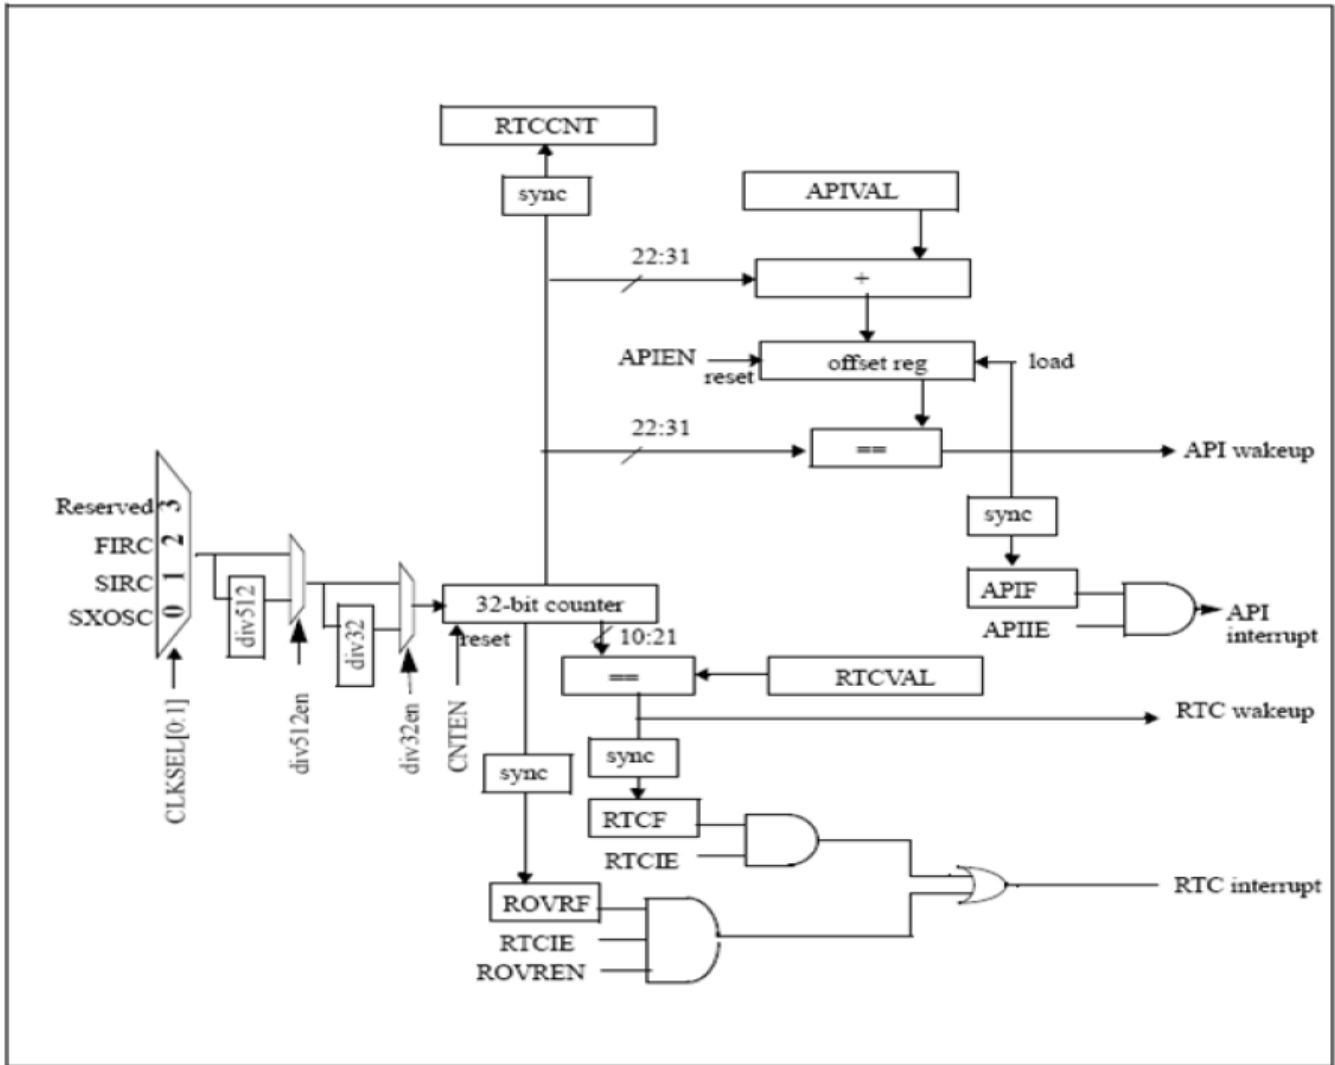 RTCCNT
sync
APIVAL
22:31
+
APIEN
reset
offset reg
load
22:31
==
API wakeup
Reserved 3
FIRC 2
SIRC 1
SXOSC 0
div512
div32
sync
32-bit counter
APIF
reset
10:21
APIIE
API
interrupt
==
RTCVAL
CLKSEL[0:1]
div512en
div32en
CNTEN
RTC wakeup
sync
sync
RTCF
RTCIE
RTC interrupt
ROVRF
RTCIE
ROVREN